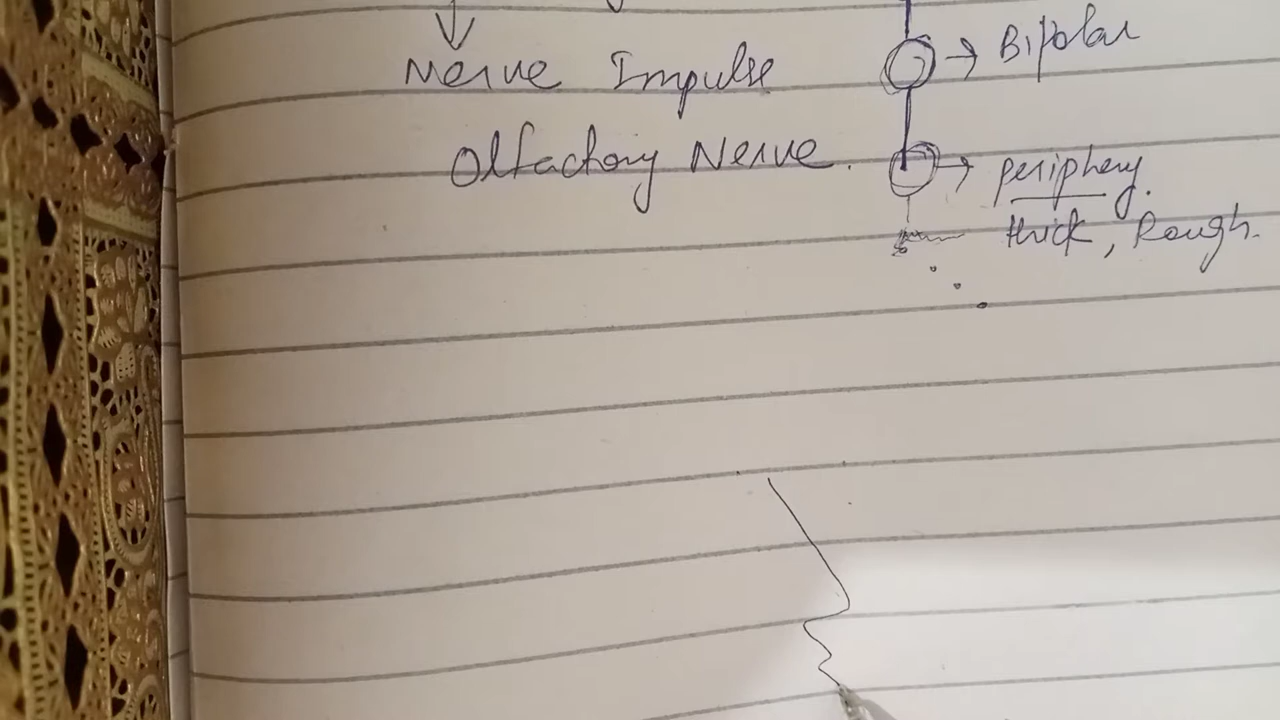 Nerve Impulse → Bipolar
Olfactory Nerve. → periphery.
thick, Rough.